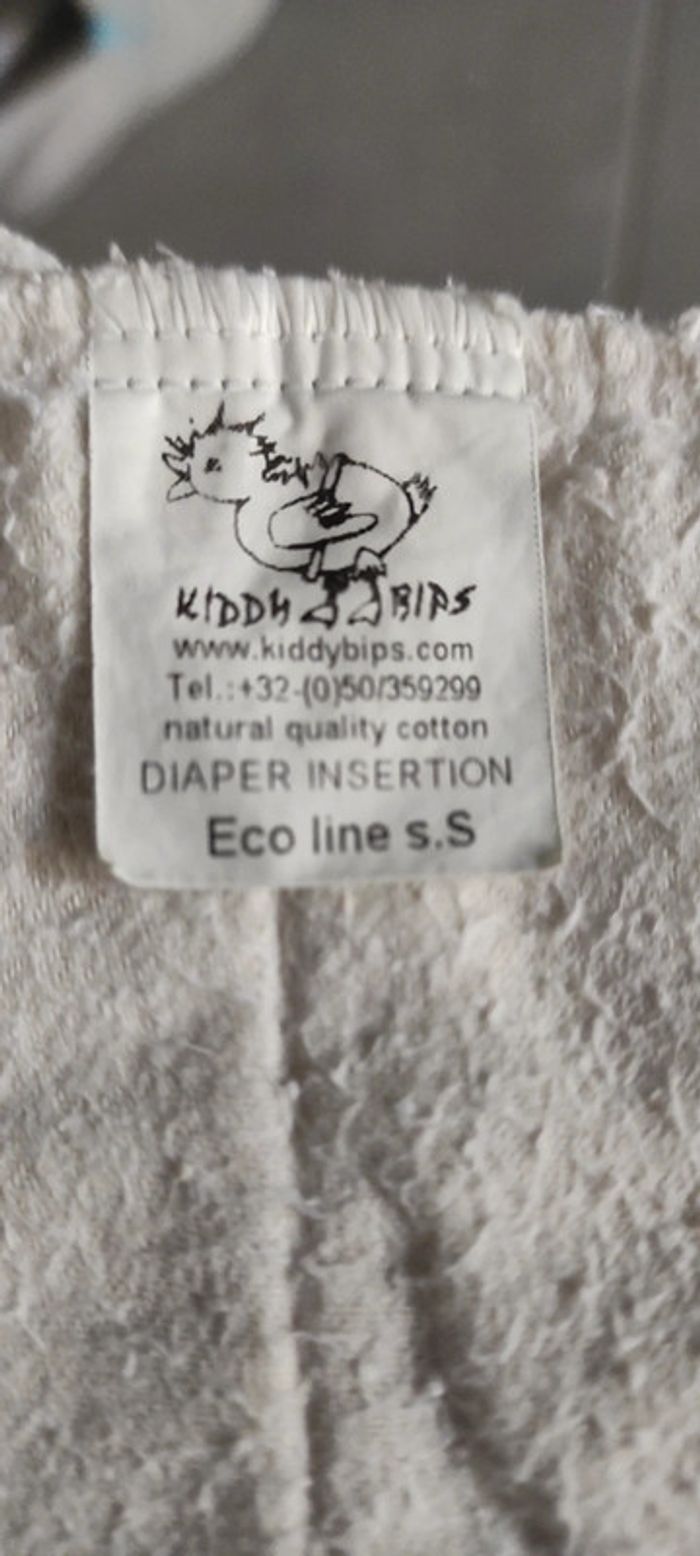 KIDDY BIPS
www.kiddybips.com
Tel.:+32-(0)50/359299
natural quality cotton
DIAPER INSERTION
Eco line s.S